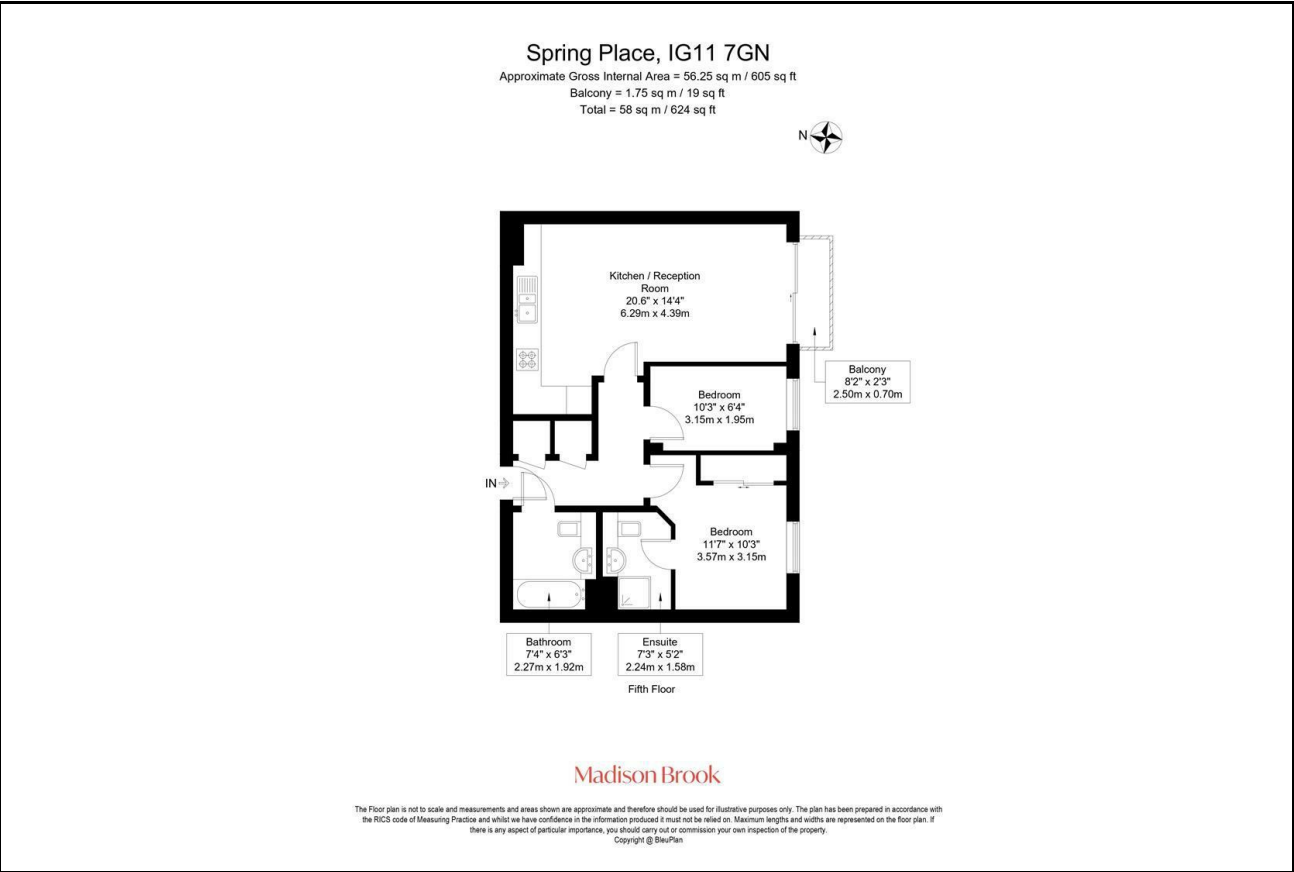 Spring Place, IG11 7GN
Approximate Gross Internal Area = 56.25 sq m / 605 sq ft
Balcony = 1.75 sq m / 19 sq ft
Total = 58 sq m / 624 sq ft
N
Kitchen / Reception
Room
20.6" x 14'4"
6.29m x 4.39m
Balcony
8'2" x 2'3"
2.50m x 0.70m
Bedroom
10'3" x 6'4"
3.15m x 1.95m
IN
Bedroom
11'7" x 10'3"
3.57m x 3.15m
Bathroom
7'4" x 6'3"
2.27m x 1.92m
Ensuite
7'3" x 5'2"
2.24m x 1.58m
Fifth Floor
Madison Brook
The Floor plan is not to scale and measurements and areas shown are approximate and therefore should be used for illustrative purposes only. The plan has been prepared in accordance with
the RICS code of Measuring Practice and whilst we have confidence in the information produced it must not be relied on. Maximum lengths and widths are represented on the floor plan. If
there is any aspect of particular importance, you should carry out or commission your own inspection of the property.
Copyright @ BleuPlan